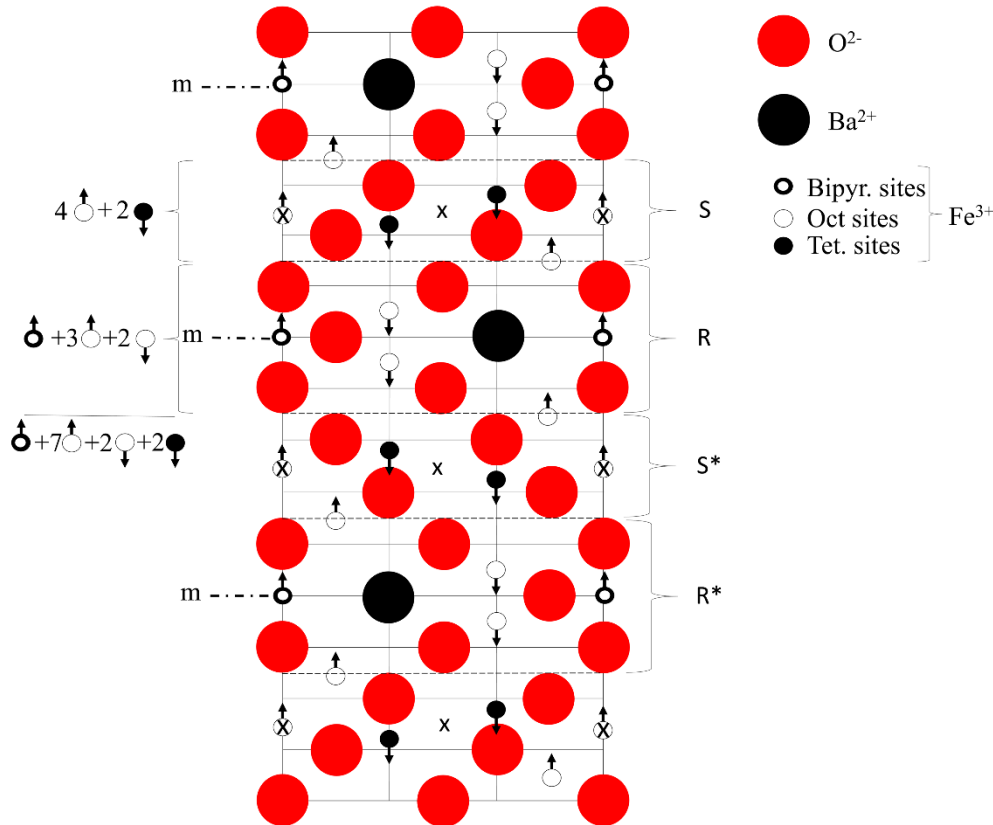 O2-
m
Ba2+
Bipyr. sites
4 + 2
x
S
Oct sites
Fe3+
Tet. sites
+3 +2
m
R
+7 +2 +2
x
S*
m
R*
x